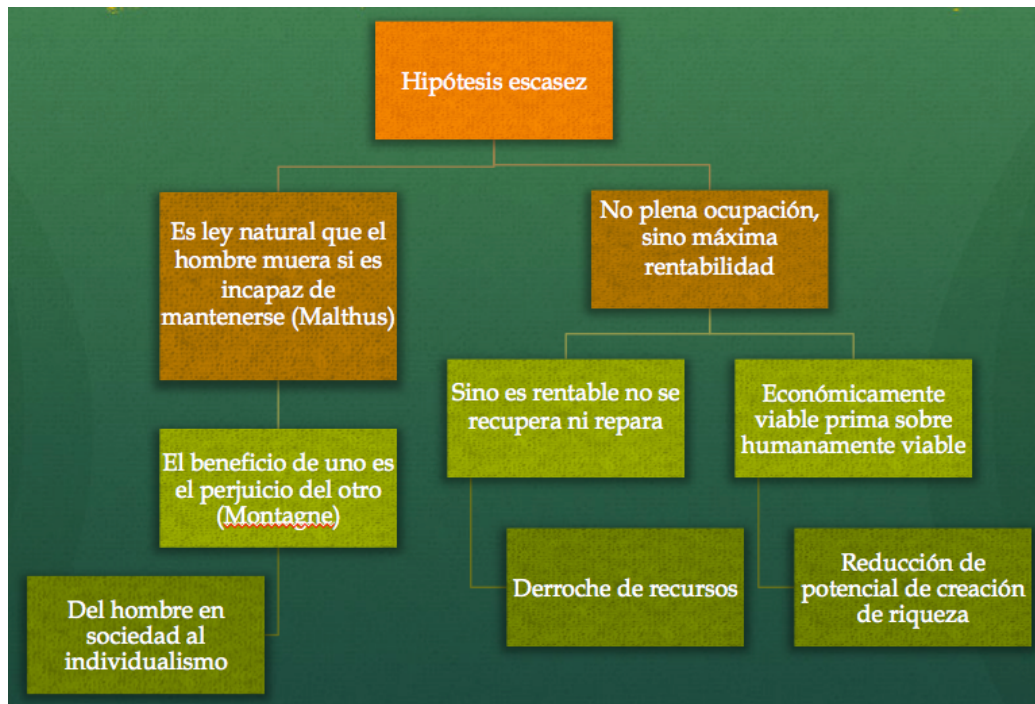 Hipótesis escasez
Es ley natural que el
hombre muera si es
incapaz de
mantenerse (Malthus)
No plena ocupación,
sino máxima
rentabilidad
El beneficio de uno es
el perjuicio del otro
(Montagne)
Sino es rentable no se
recupera ni repara
Económicamente
viable prima sobre
humanamente viable
Del hombre en
sociedad al
individualismo
Derroche de recursos
Reducción de
potencial de creación
de riqueza